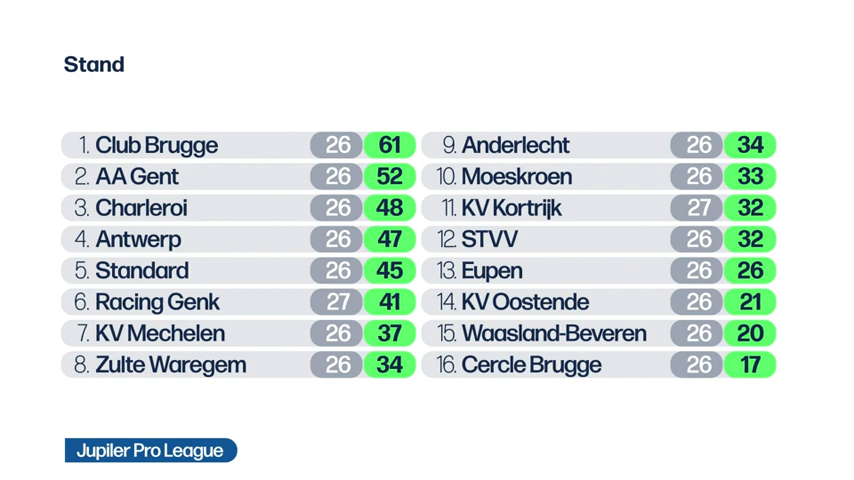 Stand
1. Club Brugge 26 61
2. AA Gent 26 52
3. Charleroi 26 48
4. Antwerp 26 47
5. Standard 26 45
6. Racing Genk 27 41
7. KV Mechelen 26 37
8. Zulte Waregem 26 34
9. Anderlecht 26 34
10. Moeskroen 26 33
11. KV Kortrijk 27 32
12. STVV 26 32
13. Eupen 26 26
14. KV Oostende 26 21
15. Waasland-Beveren 26 20
16. Cercle Brugge 26 17
Jupiler Pro League